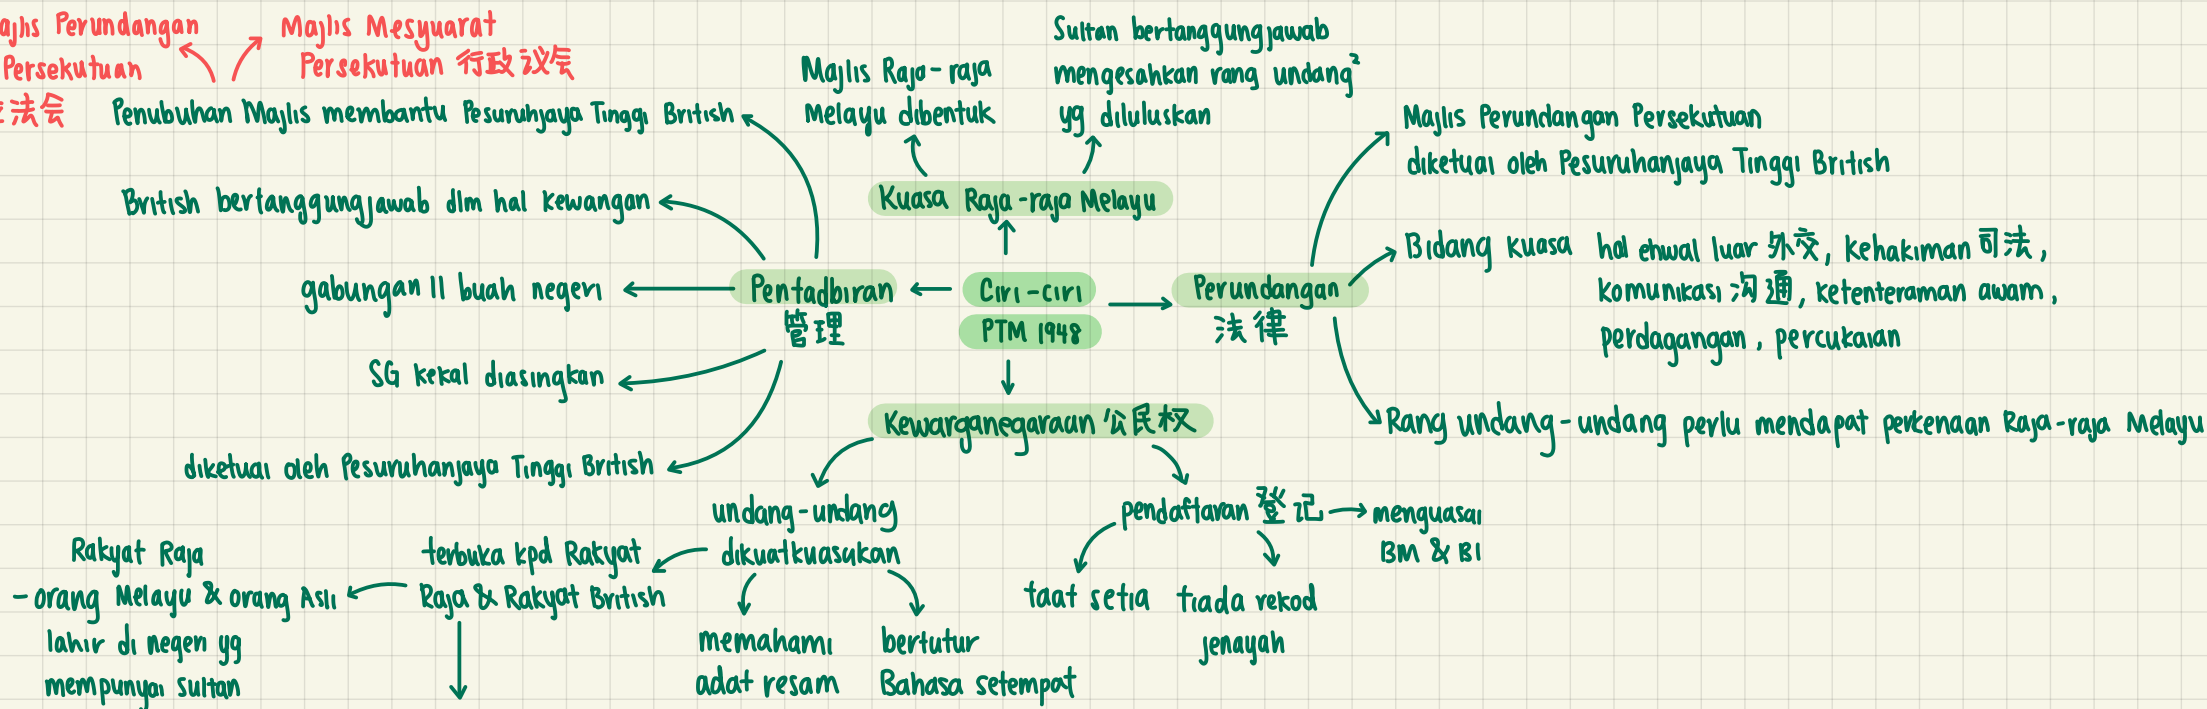 Perundangan
Persekutuan
法会
Majlis Mesyuarat
Persekutuan 行政议会
Penubuhan Majlis membantu Pesuruhjaya Tinggi British
British bertanggungjawab dlm hal kewangan
gabungan 11 buah negeri
SG kekal diasingkan
diketuai oleh Pesuruhanjaya Tinggi British
Pentadbiran
管理
Majlis Raja-raja
Melayu dibentuk
Sultan bertanggungjawab
mengesahkan rang undang²
yg diluluskan
Kuasa Raja-raja Melayu
Ciri-ciri
PTM 1948
Perundangan
法律
Majlis Perundangan Persekutuan
diketuai oleh Pesuruhanjaya Tinggi British
Bidang kuasa hal ehwal luar 外交, kehakiman 司法,
komunikasi 沟通, ketenteraman awam,
perdagangan, percukaian
Rang undang-undang perlu mendapat perkenaan Raja-raja Melayu
Kewarganegaraan 公民权
undang-undang
dikuatkuasakan
terbuka kpd Rakyat
Raja & Rakyat British
Rakyat Raja
-orang Melayu & orang Asli
lahir di negeri yg
mempunyai sultan
memahami
adat resam
bertutur
Bahasa setempat
pendaftaran 登记
menguasai
BM & BI
taat setia
tiada rekod
jenayah